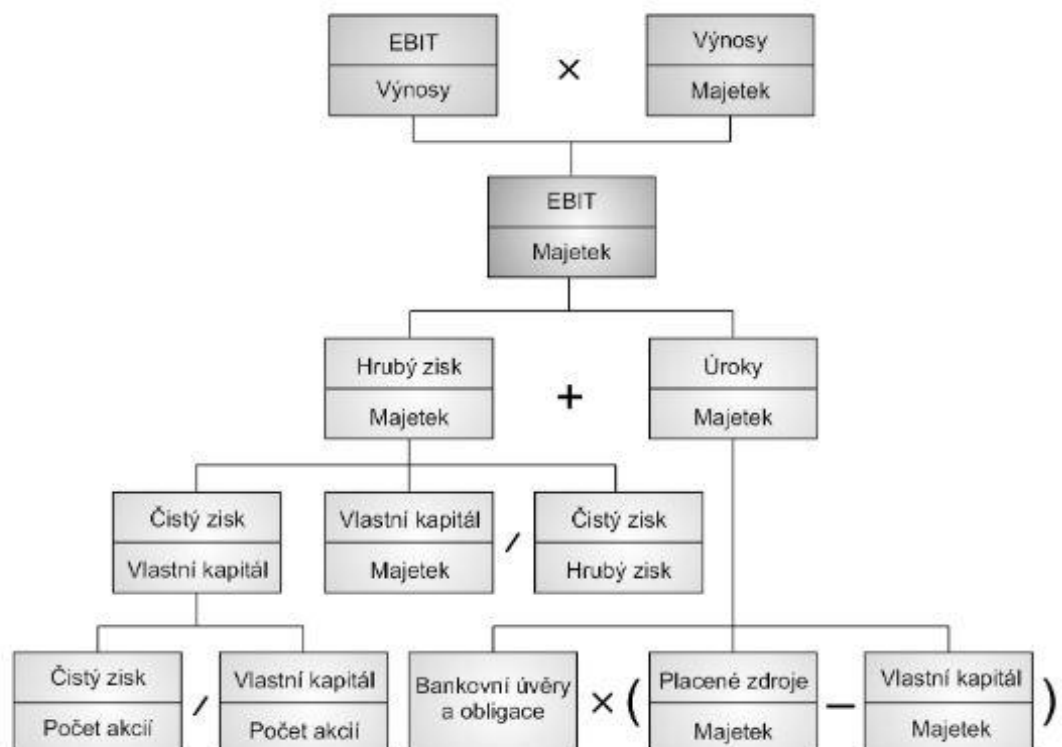 EBIT
Výnosy
×
Výnosy
Majetek
EBIT
Majetek
Hrubý zisk
Majetek
+
Úroky
Majetek
Čistý zisk
Vlastní kapitál
Vlastní kapitál
Majetek
/
Čistý zisk
Hrubý zisk
Čistý zisk
Počet akcií
/
Vlastní kapitál
Počet akcií
Bankovní úvěry
a obligace
× (
Placené zdroje
Majetek
–
Vlastní kapitál
Majetek
)